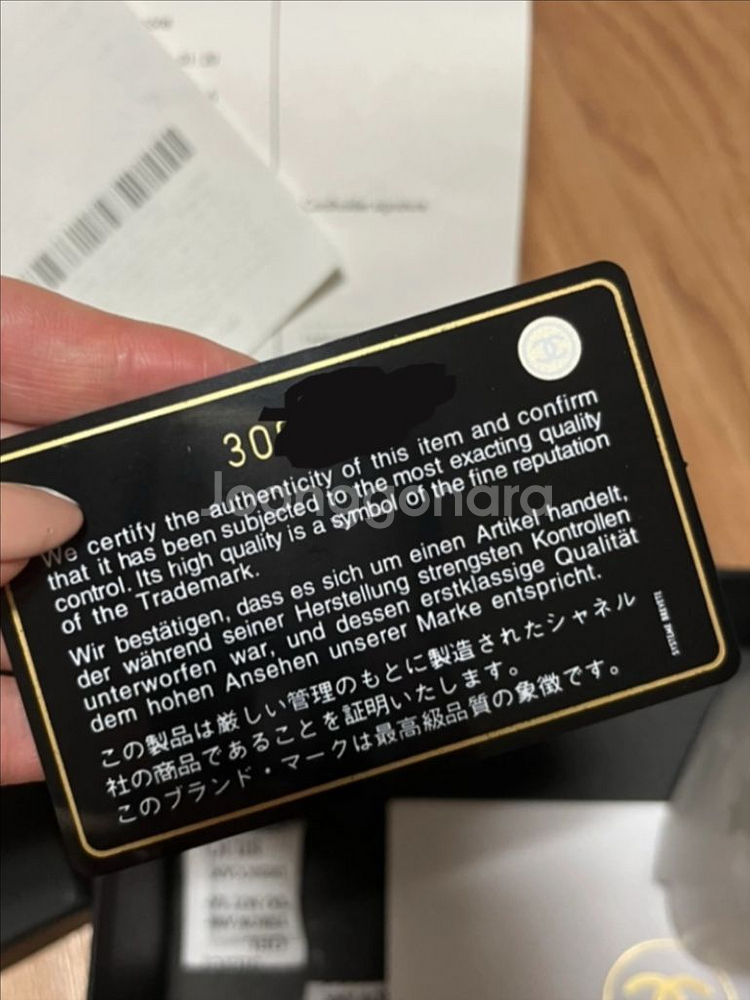 We certify the authenticity of this item and confirm
that it has been subjected to the most exacting quality
control. Its high quality is a symbol of the fine reputation
of the Trademark.
Wir bestätigen, dass es sich um einen Artikel handelt,
der während seiner Herstellung strengsten Kontrollen
unterworfen war, und dessen erstklassige Qualität
dem hohen Ansehen unserer Marke entspricht.
この製品は厳しい管理のもとに製造されたシャネル
社の商品であることを証明いたします。
このブランド・マークは最高級品質の象徴です。
Joongonara